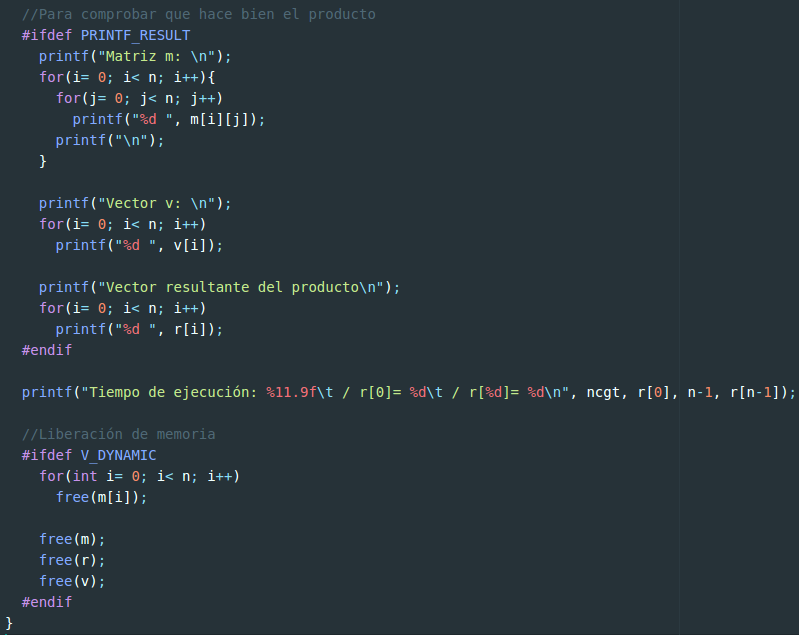 //Para comprobar que hace bien el producto
#ifdef PRINTF_RESULT
  printf("Matriz m: \n");
  for(i= 0; i< n; i++){
    for(j= 0; j< n; j++)
      printf("%d ", m[i][j]);
    printf("\n");
  }

  printf("Vector v: \n");
  for(i= 0; i< n; i++)
    printf("%d ", v[i]);

  printf("Vector resultante del producto\n");
  for(i= 0; i< n; i++)
    printf("%d ", r[i]);
#endif

printf("Tiempo de ejecución: %11.9f\t / r[0]= %d\t / r[%d]= %d\n", ncgt, r[0], n-1, r[n-1]);

//Liberación de memoria
#ifdef V_DYNAMIC
  for(int i= 0; i< n; i++)
    free(m[i]);

  free(m);
  free(r);
  free(v);
#endif
}